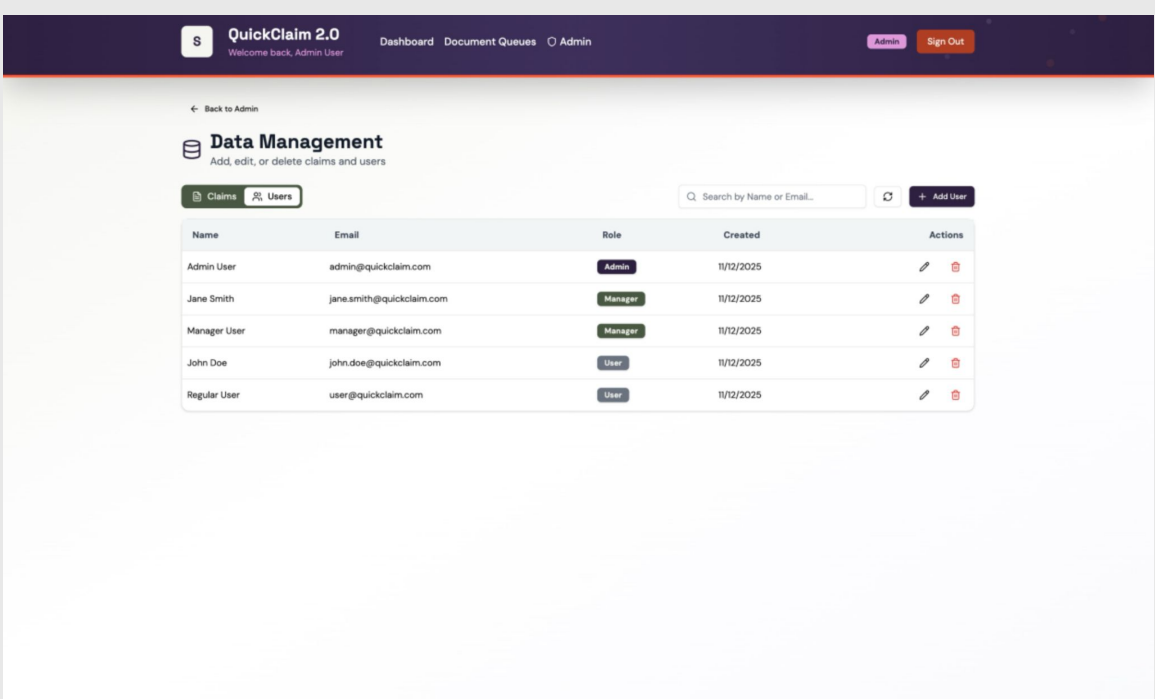 S
QuickClaim 2.0
Welcome back, Admin User
Dashboard Document Queues Admin
Admin
Sign Out
Back to Admin
Data Management
Add, edit, or delete claims and users
Claims Users
Search by Name or Email...
+ Add User
Name Email Role Created Actions
Admin User admin@quickclaim.com Admin 11/12/2025
Jane Smith jane.smith@quickclaim.com Manager 11/12/2025
Manager User manager@quickclaim.com Manager 11/12/2025
John Doe john.doe@quickclaim.com User 11/12/2025
Regular User user@quickclaim.com User 11/12/2025